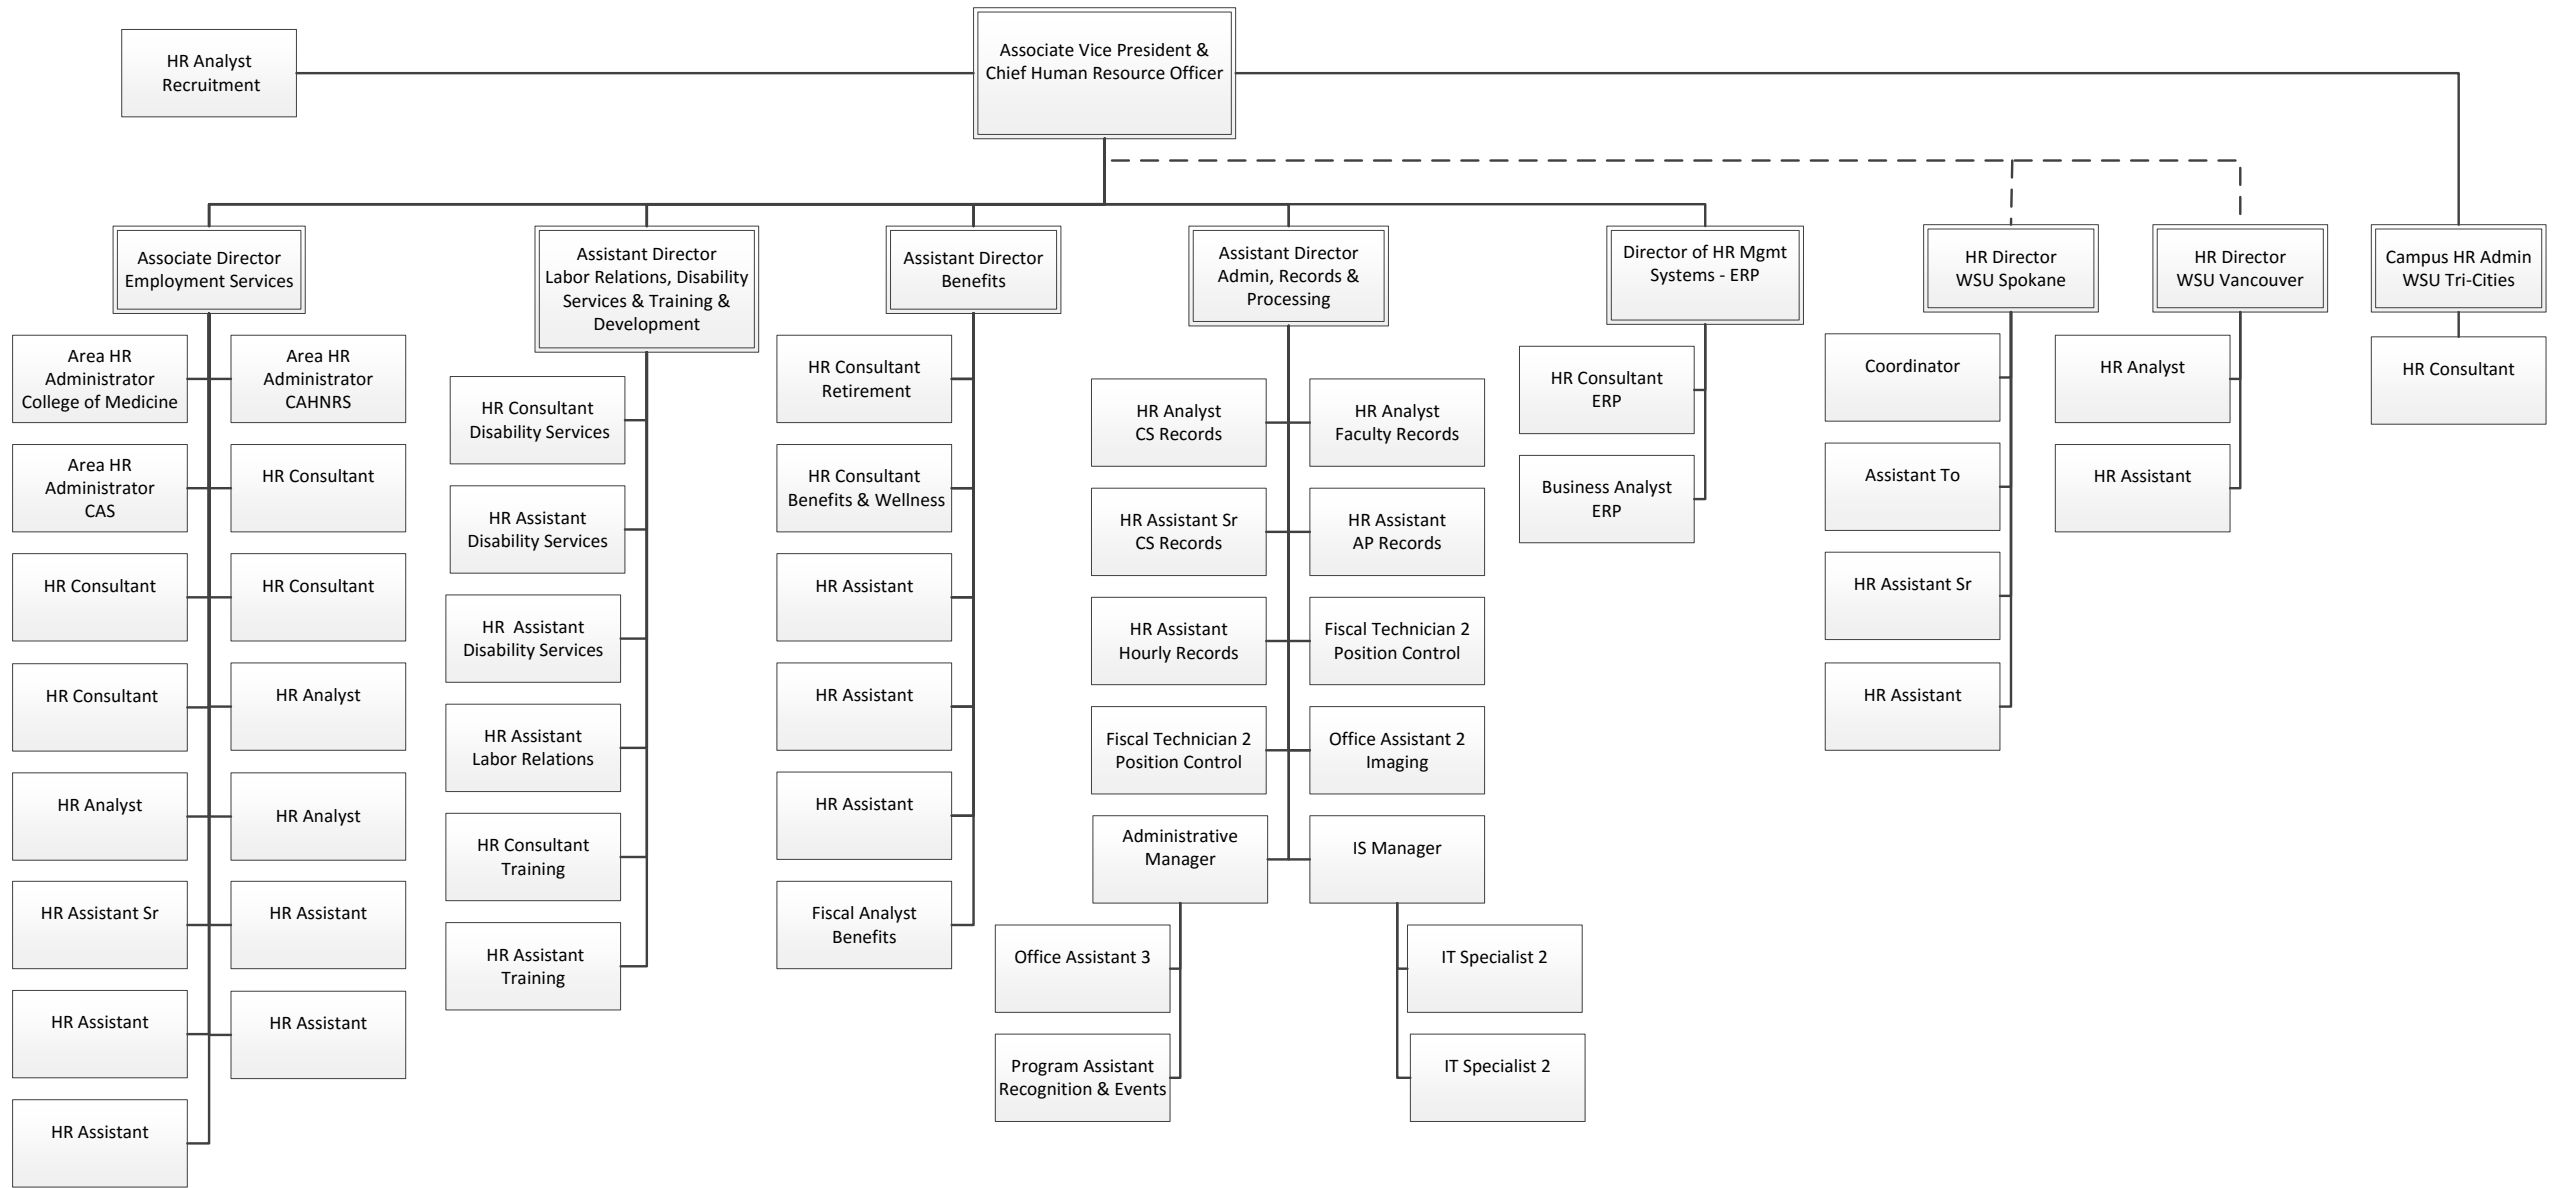 HR Analyst
Recruitment
Associate Vice President &
Chief Human Resource Officer
Associate Director
Employment Services
Area HR
Administrator
College of Medicine
Area HR
Administrator
CAHNRS
Area HR
Administrator
CAS
HR Consultant
HR Consultant
HR Consultant
HR Consultant
HR Analyst
HR Analyst
HR Analyst
HR Assistant Sr
HR Assistant
HR Assistant
HR Assistant
HR Assistant
Assistant Director
Labor Relations, Disability
Services & Training &
Development
HR Consultant
Disability Services
HR Assistant
Disability Services
HR Assistant
Disability Services
HR Assistant
Labor Relations
HR Consultant
Training
HR Assistant
Training
Assistant Director
Benefits
HR Consultant
Retirement
HR Consultant
Benefits & Wellness
HR Assistant
HR Assistant
HR Assistant
Fiscal Analyst
Benefits
Assistant Director
Admin, Records &
Processing
HR Analyst
CS Records
HR Analyst
Faculty Records
HR Assistant Sr
CS Records
HR Assistant
AP Records
HR Assistant
Hourly Records
Fiscal Technician 2
Position Control
Fiscal Technician 2
Position Control
Office Assistant 2
Imaging
Administrative
Manager
IS Manager
Office Assistant 3
Program Assistant
Recognition & Events
IT Specialist 2
IT Specialist 2
Director of HR Mgmt
Systems - ERP
HR Consultant
ERP
Business Analyst
ERP
HR Director
WSU Spokane
Coordinator
Assistant To
HR Assistant Sr
HR Assistant
HR Director
WSU Vancouver
HR Analyst
HR Assistant
Campus HR Admin
WSU Tri-Cities
HR Consultant